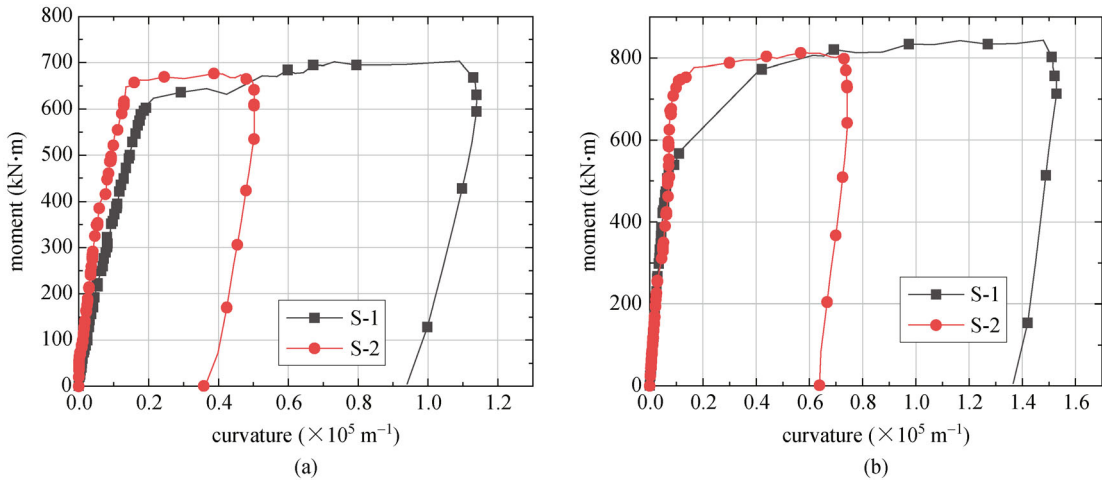 800
700
600
500
400
300
200
100
0
moment (kN·m)
S-1
S-2
0.0 0.2 0.4 0.6 0.8 1.0 1.2
curvature (×10⁵ m⁻¹)
(a)
800
600
400
200
0
moment (kN·m)
S-1
S-2
0.0 0.2 0.4 0.6 0.8 1.0 1.2 1.4 1.6
curvature (×10⁵ m⁻¹)
(b)